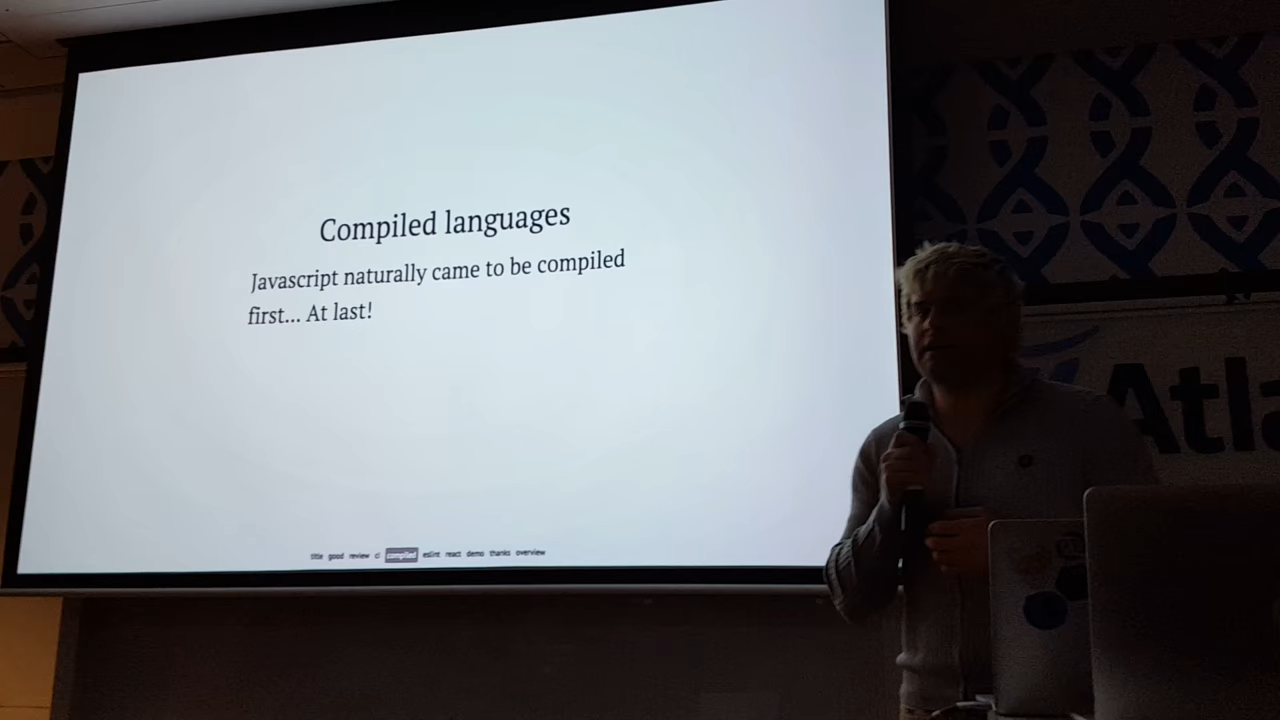 Compiled languages
Javascript naturally came to be compiled
first... At last!
title good review ci compiled eslint react demo thanks overview
Atla